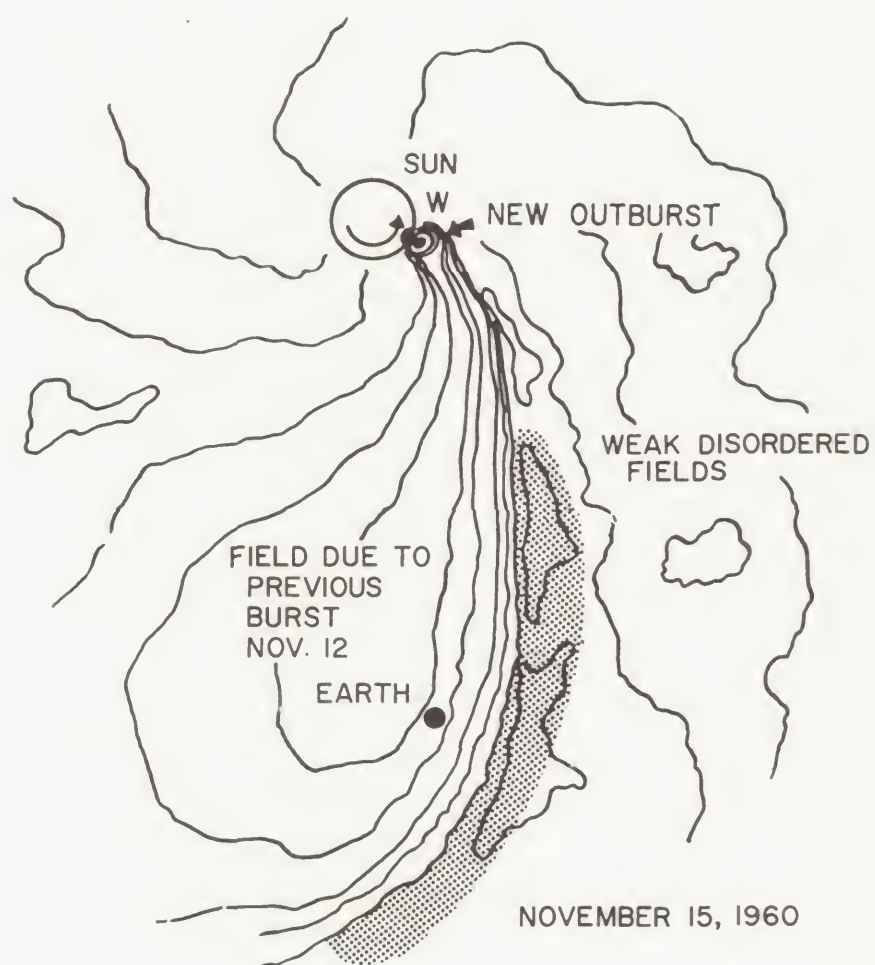 SUN
W
NEW OUTBURST
WEAK DISORDERED
FIELDS
FIELD DUE TO
PREVIOUS
BURST
NOV. 12
EARTH
NOVEMBER 15, 1960